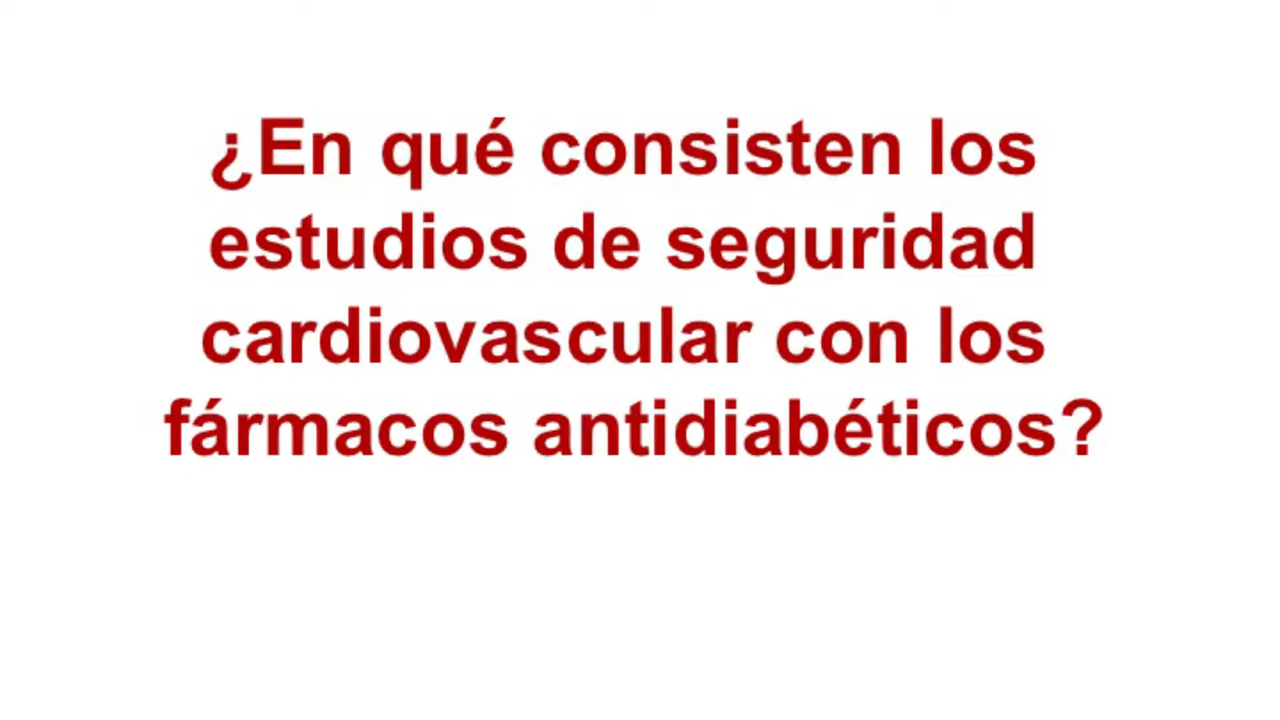 ¿En qué consisten los
estudios de seguridad
cardiovascular con los
fármacos antidiabéticos?